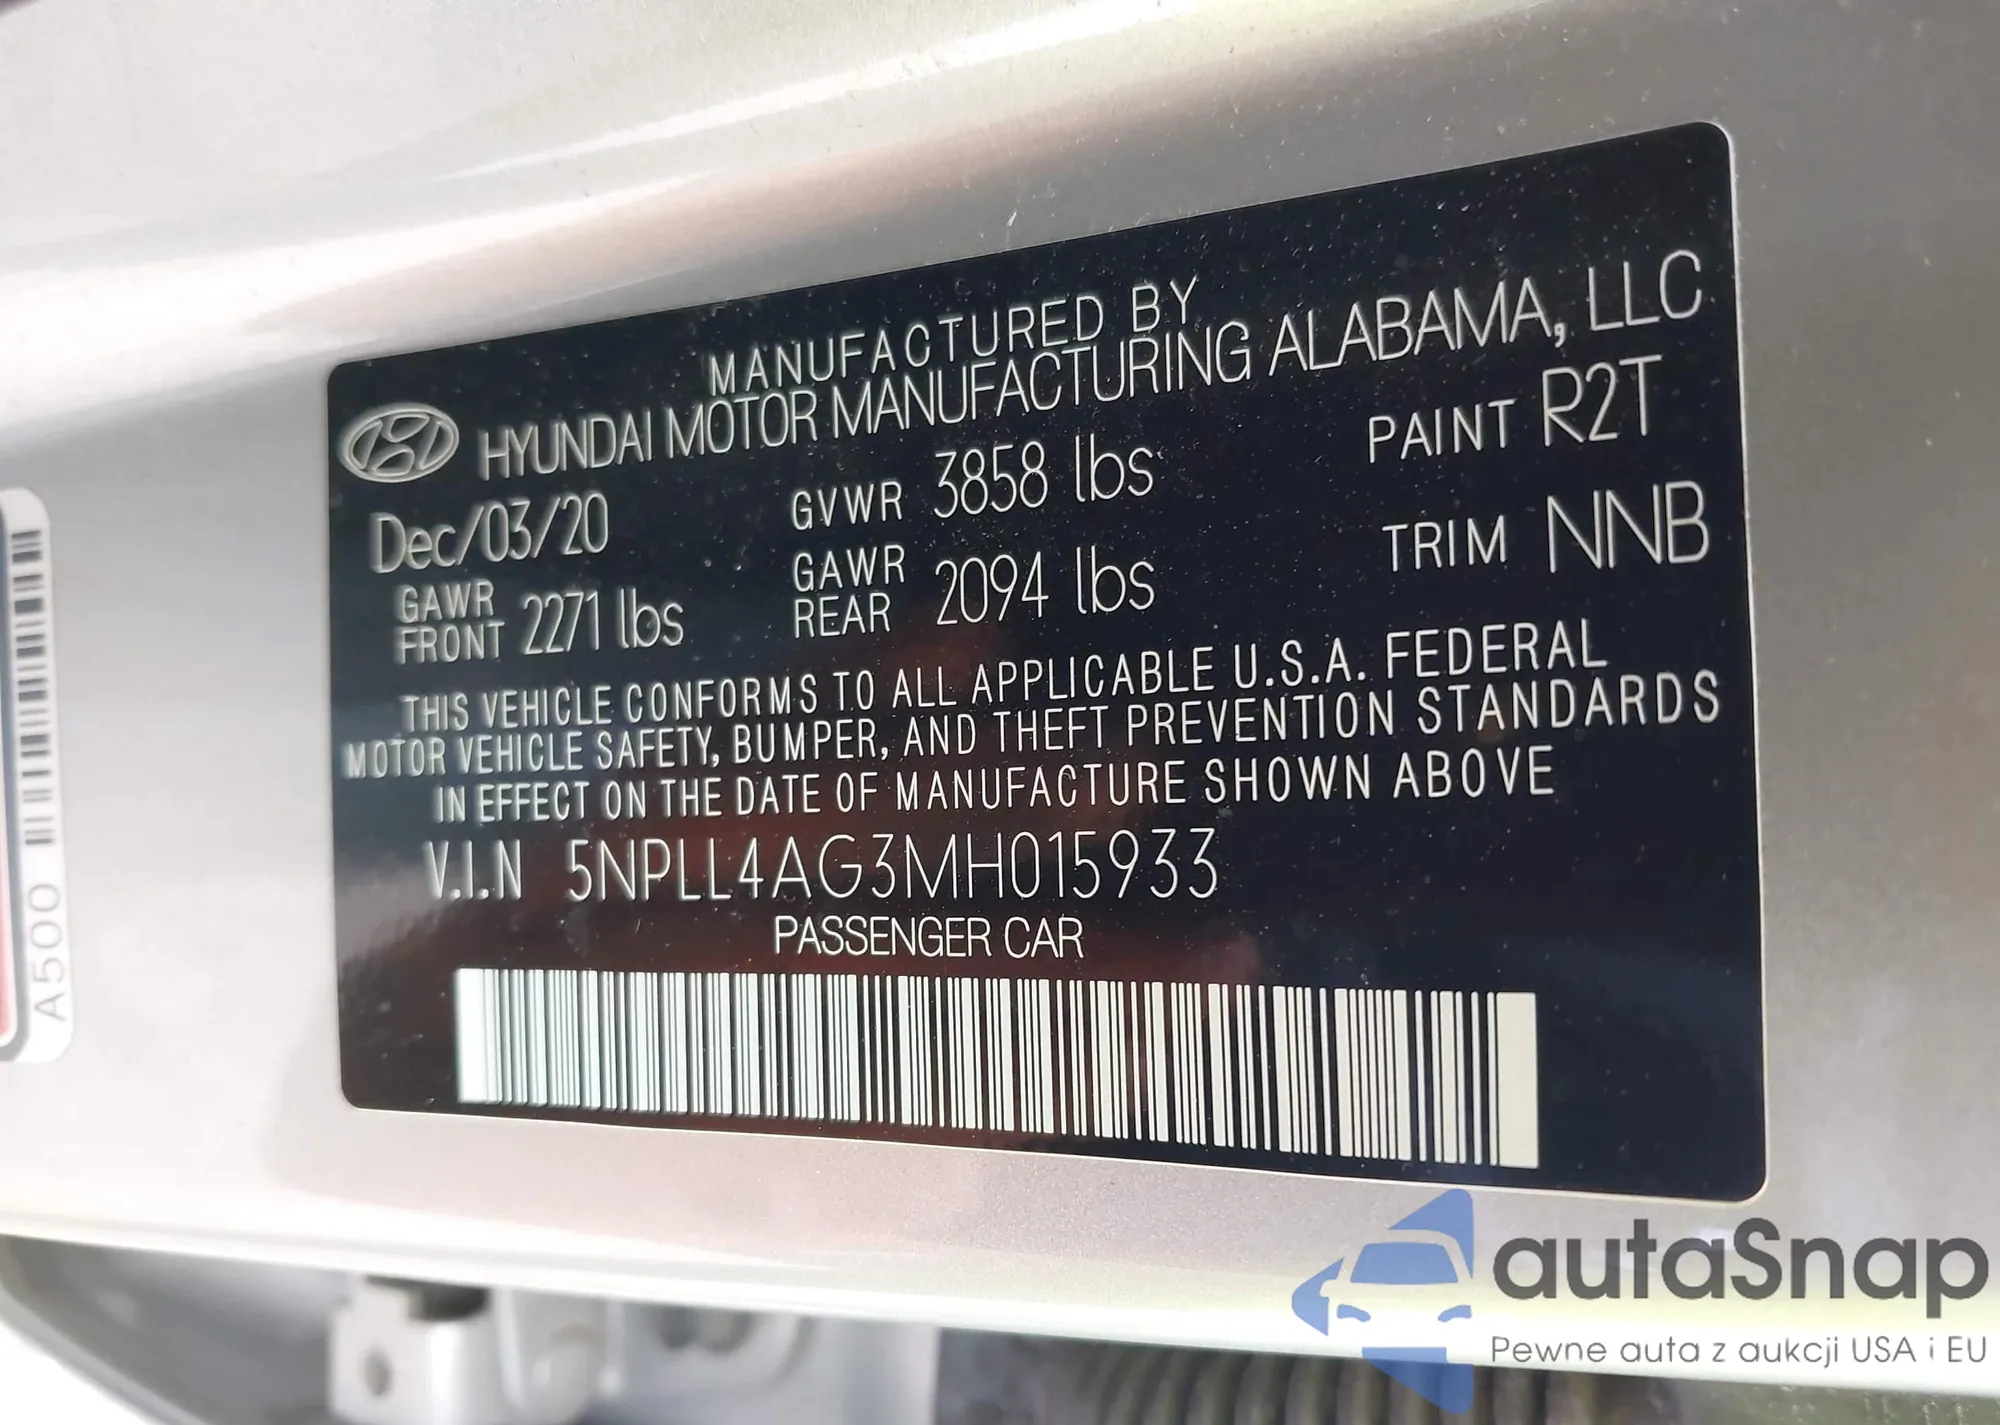 MANUFACTURED BY
HYUNDAI MOTOR MANUFACTURING ALABAMA, LLC
Dec/03/20 GVWR 3858 lbs PAINT R2T
GAWR FRONT 2271 lbs GAWR REAR 2094 lbs TRIM NNB
THIS VEHICLE CONFORMS TO ALL APPLICABLE U.S.A. FEDERAL
MOTOR VEHICLE SAFETY, BUMPER, AND THEFT PREVENTION STANDARDS
IN EFFECT ON THE DATE OF MANUFACTURE SHOWN ABOVE
V.I.N 5NPLL4AG3MH015933
PASSENGER CAR
A500
autaSnap
Pewne auta z aukcji USA i EU